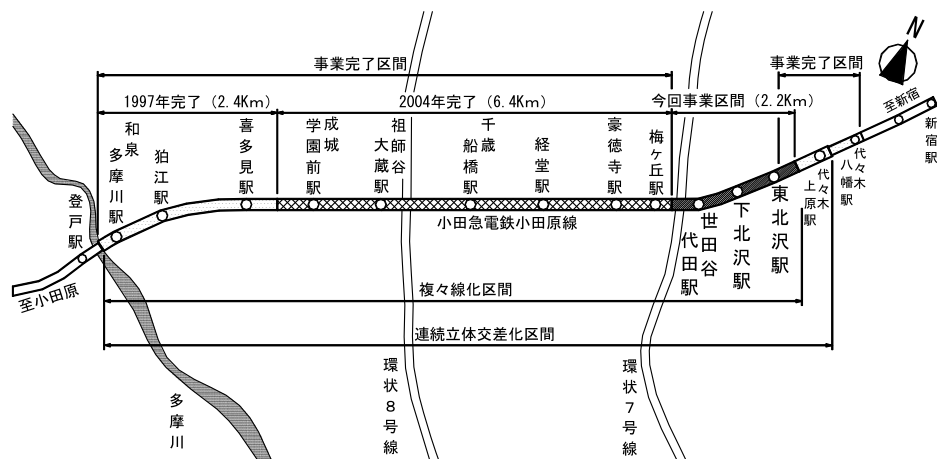 N
事業完了区間
事業完了区間
1997年完了（2.4Km）
2004年完了（6.4Km）
今回事業区間（2.2Km）
至新宿
新宿駅
代々木八幡駅
代々木上原駅
東北沢駅
下北沢駅
世田谷代田駅
梅ヶ丘駅
豪徳寺駅
経堂駅
千歳船橋駅
祖師谷大蔵駅
成城学園前駅
喜多見駅
狛江駅
和泉多摩川駅
登戸駅
至小田原
小田急電鉄小田原線
複々線化区間
連続立体交差化区間
多摩川
環状８号線
環状７号線